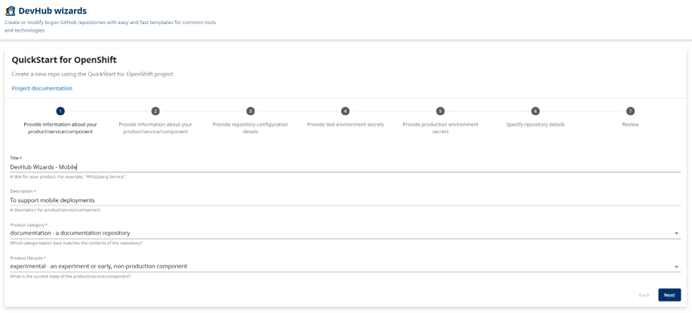 DevHub wizards
Create or modify bcgov GitHub repositories with easy and fast templates for common tools
and technologies
QuickStart for OpenShift
Create a new repo using the QuickStart for OpenShift project
Project documentation
1
2
3
4
5
6
7
Provide information about your
product/service/component
Provide information about your
product/service/component
Provide repository configuration
details
Provide test environment secrets
Provide production environment
secrets
Specify repository details
Review
Title *
DevHub Wizards - Mobile
A title for your product. For example, "Whizzbang Service".
Description *
To support mobile deployments
A description for product/service/component.
Product category *
documentation - a documentation repository
Which categorization best matches the contents of the repository?
Product lifecycle *
experimental - an experiment or early, non-production component
What is the current state of the product/service/component?
Back
Next